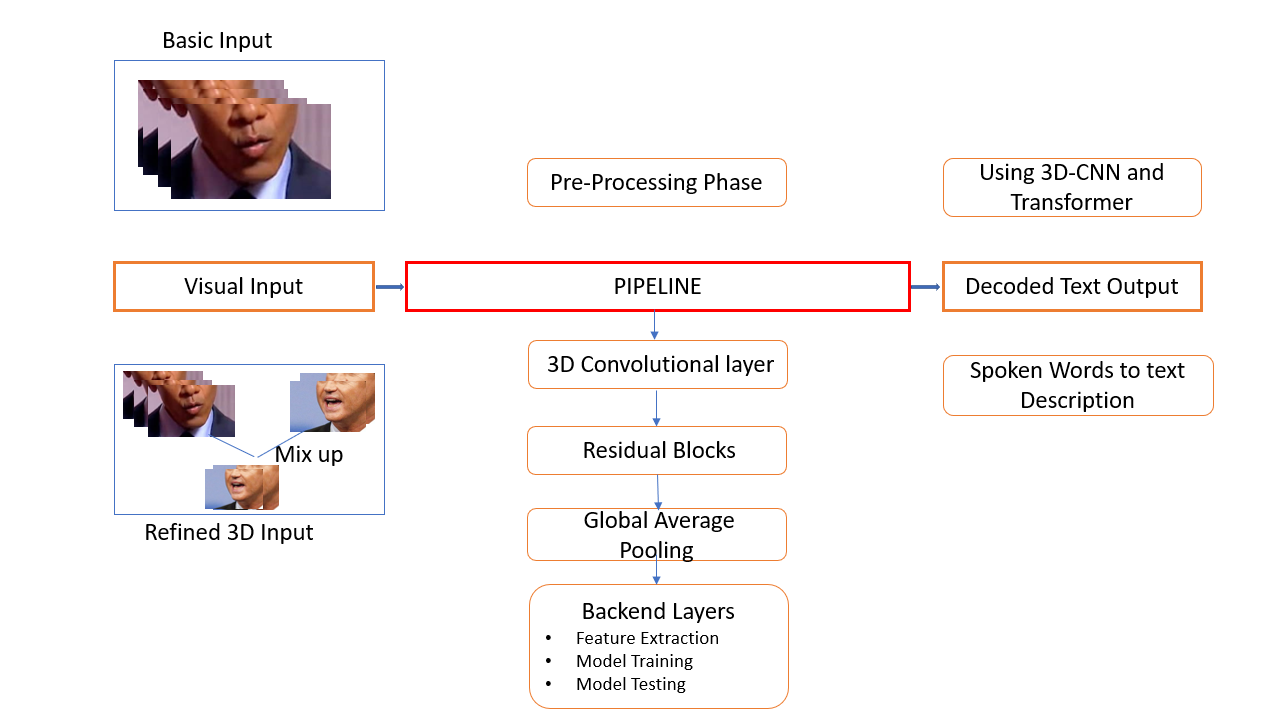 Basic Input
Pre-Processing Phase
Using 3D-CNN and
Transformer
Visual Input
PIPELINE
Decoded Text Output
3D Convolutional layer
Spoken Words to text
Description
Mix up
Refined 3D Input
Residual Blocks
Global Average
Pooling
Backend Layers
• Feature Extraction
• Model Training
• Model Testing